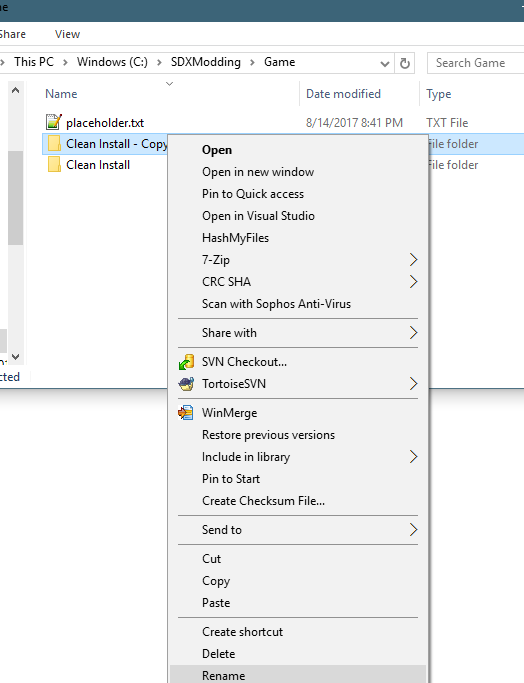 Share View
This PC Windows (C:) SDXModding Game Search Game
Name Date modified Type
placeholder.txt 8/14/2017 8:41 PM TXT File
Clean Install - Copy File folder
Clean Install File folder
Open
Open in new window
Pin to Quick access
Open in Visual Studio
HashMyFiles
7-Zip
CRC SHA
Scan with Sophos Anti-Virus
Share with
SVN Checkout...
TortoiseSVN
WinMerge
Restore previous versions
Include in library
Pin to Start
Create Checksum File...
Send to
Cut
Copy
Paste
Create shortcut
Delete
Rename